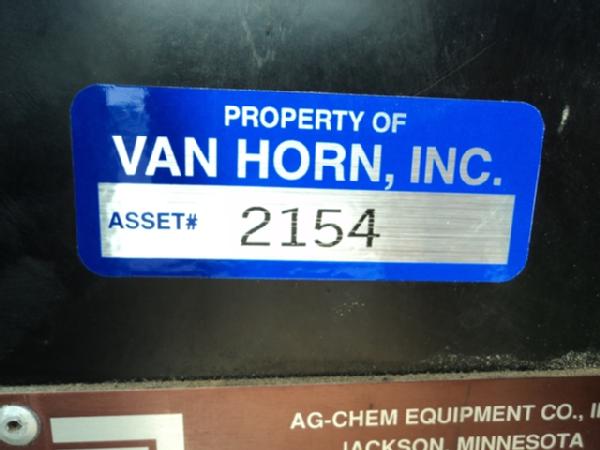 PROPERTY OF
VAN HORN, INC.
ASSET# 2154
AG-CHEM EQUIPMENT CO.,
JACKSON, MINNESOTA